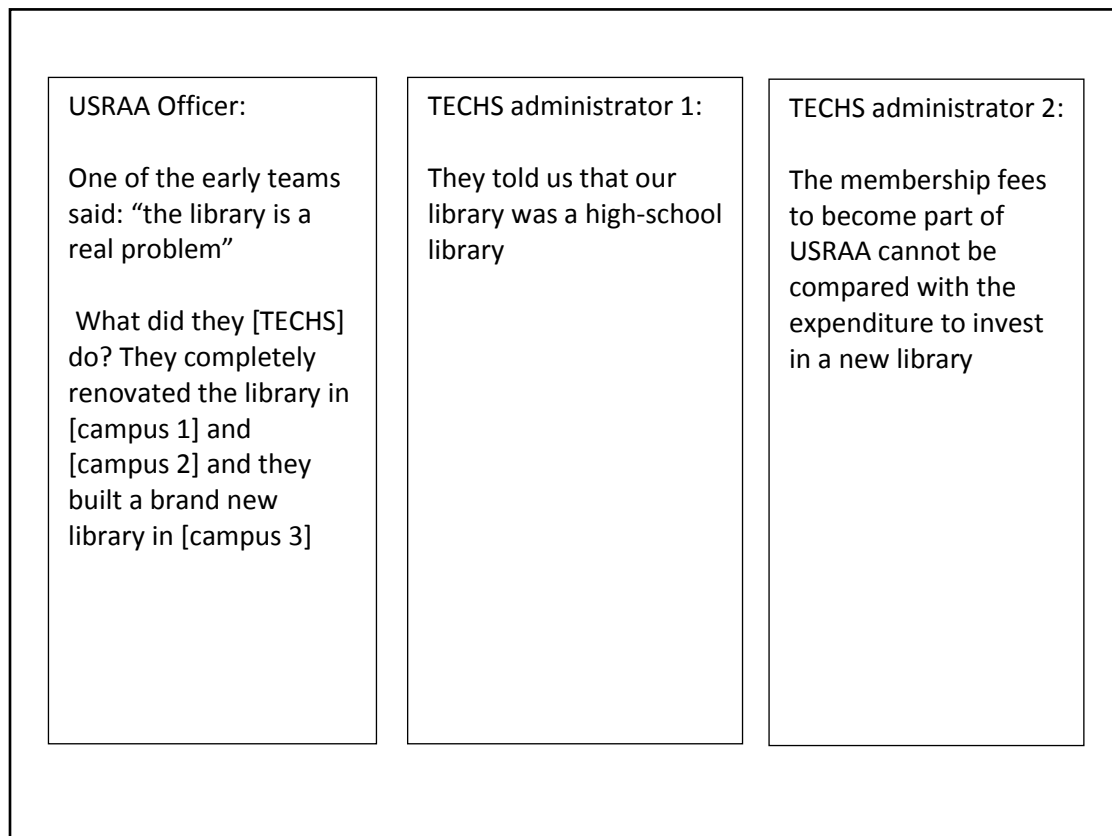 USRAA Officer:
One of the early teams
said: “the library is a
real problem”
What did they [TECHS]
do? They completely
renovated the library in
[campus 1] and
[campus 2] and they
built a brand new
library in [campus 3]
TECHS administrator 1:
They told us that our
library was a high-school
library
TECHS administrator 2:
The membership fees
to become part of
USRAA cannot be
compared with the
expenditure to invest
in a new library